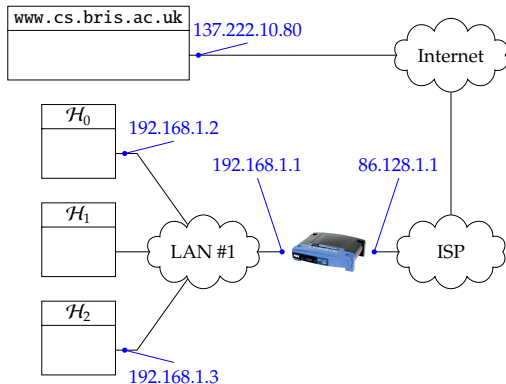 www.cs.bris.ac.uk
137.222.10.80
Internet
H0
192.168.1.2
192.168.1.1
86.128.1.1
H1
LAN #1
ISP
H2
192.168.1.3